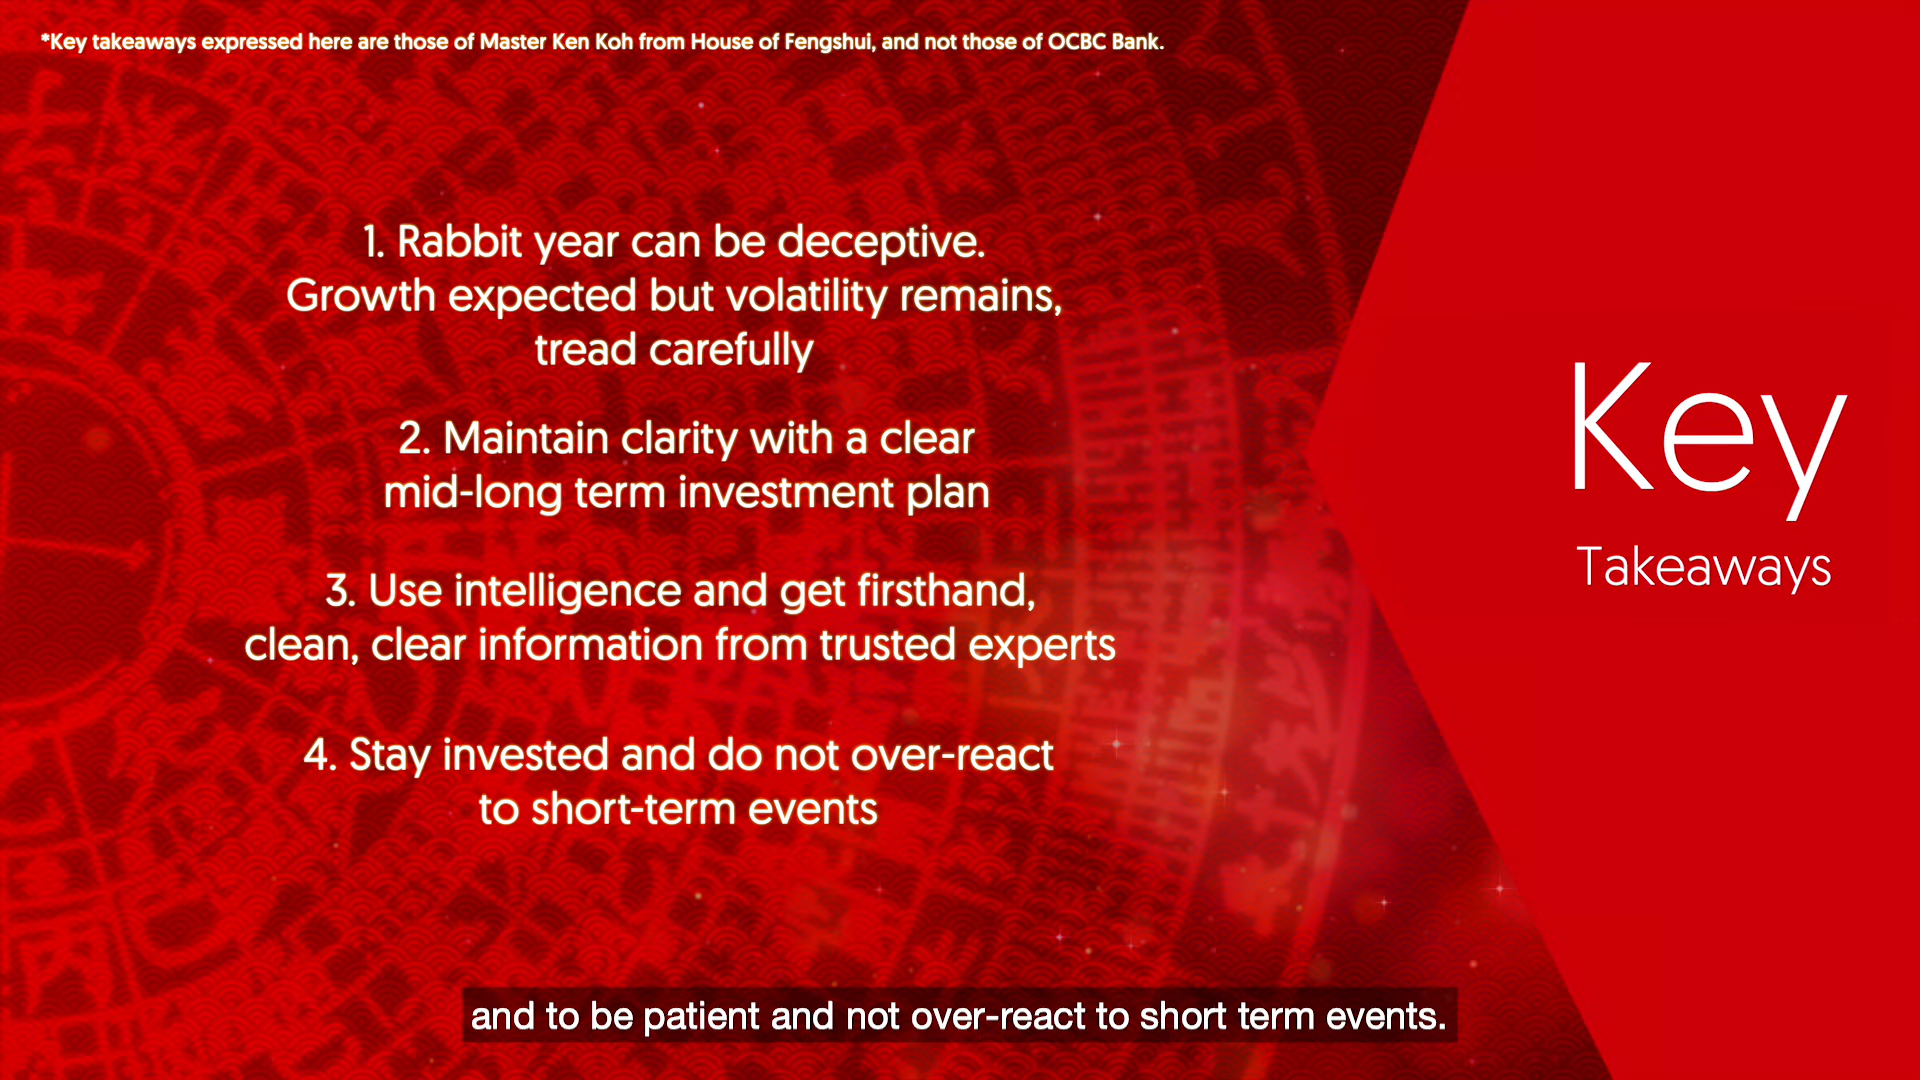 *Key takeaways expressed here are those of Master Ken Koh from House of Fengshui, and not those of OCBC Bank.
1. Rabbit year can be deceptive.
Growth expected but volatility remains,
tread carefully
2. Maintain clarity with a clear
mid-long term investment plan
3. Use intelligence and get firsthand,
clean, clear information from trusted experts
4. Stay invested and do not over-react
to short-term events
Key
Takeaways
and to be patient and not over-react to short term events.